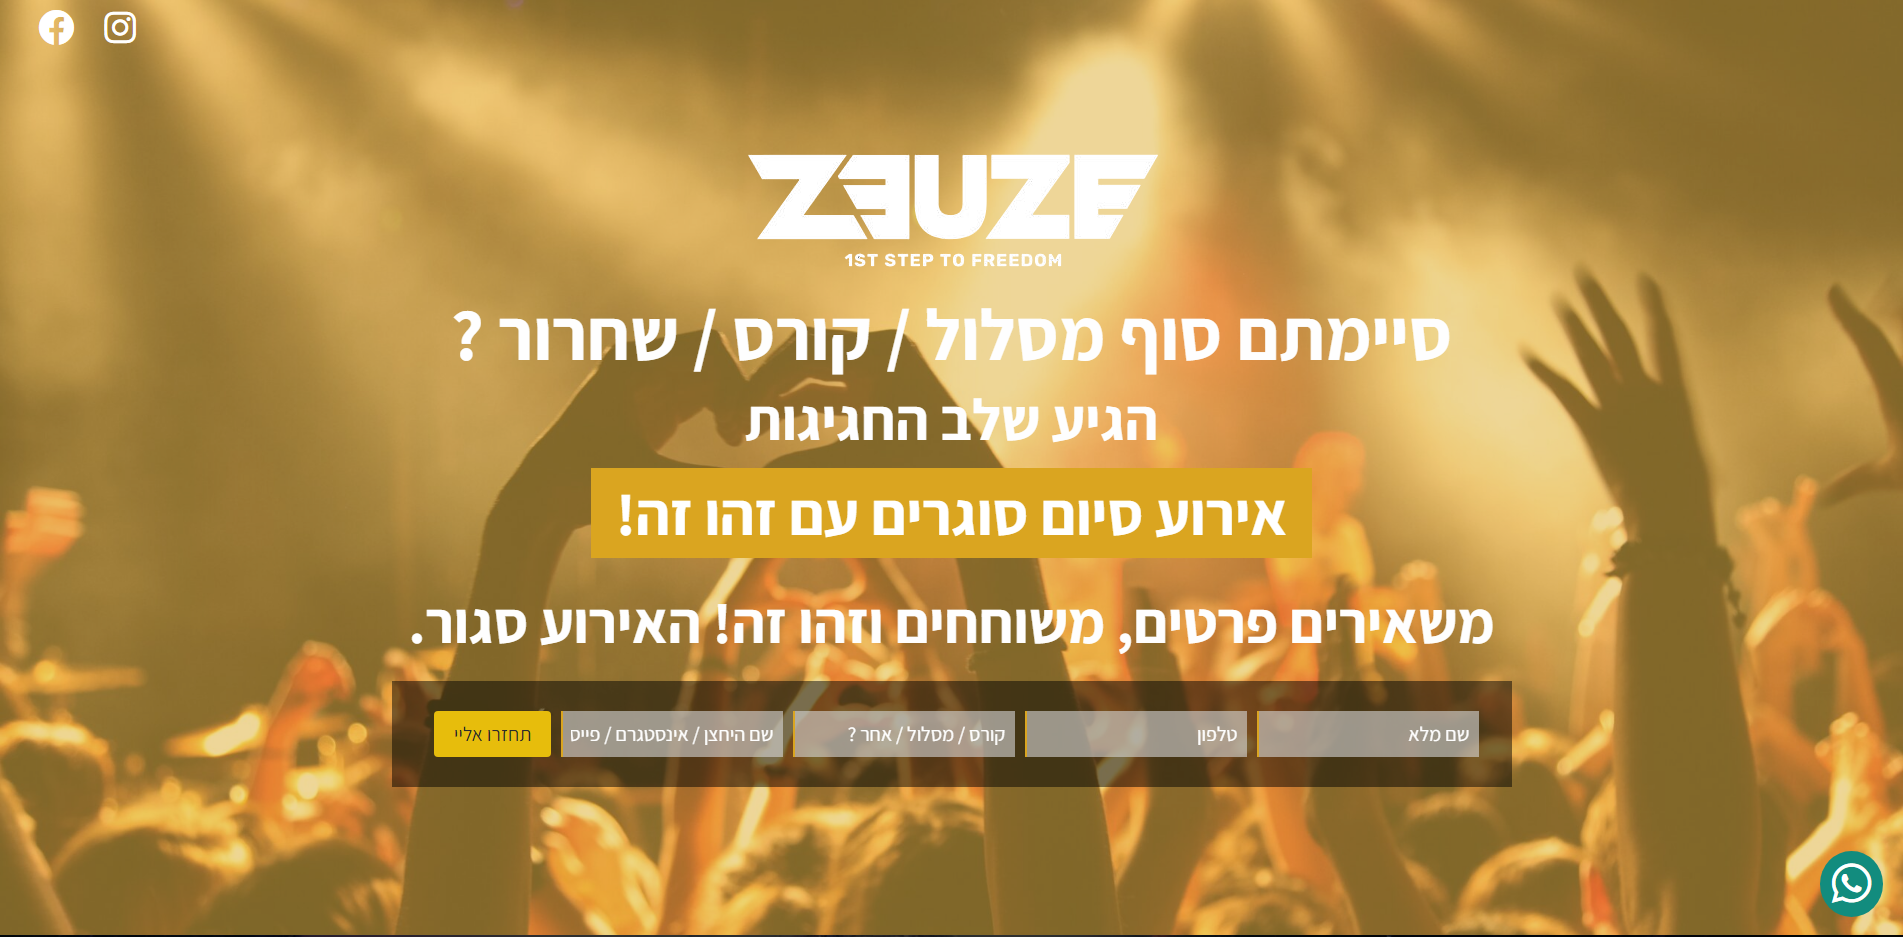 ZEUZE
1ST STEP TO FREEDOM
סיימתם סוף מסלול / קורס / שחרור ?
הגיע שלב החגיגות
אירוע סיום סוגרים עם זהו זה!
משאירים פרטים, משוחחים וזהו זה! האירוע סגור.
שם מלא
טלפון
קורס / מסלול / אחר ?
שם היחצן / אינסטגרם / פייס
תחזרו אליי